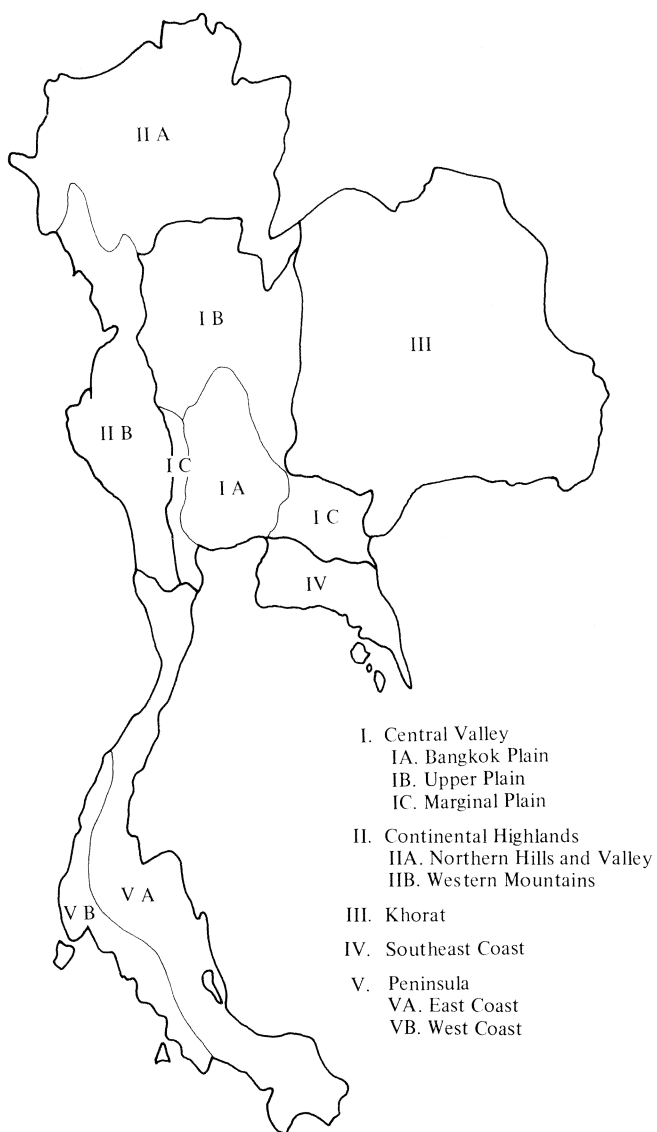 II A
I B
III
II B
I C
I A
I C
IV
I. Central Valley
IA. Bangkok Plain
IB. Upper Plain
IC. Marginal Plain
II. Continental Highlands
IIA. Northern Hills and Valley
IIB. Western Mountains
III. Khorat
V A
V B
IV. Southeast Coast
V. Peninsula
VA. East Coast
VB. West Coast